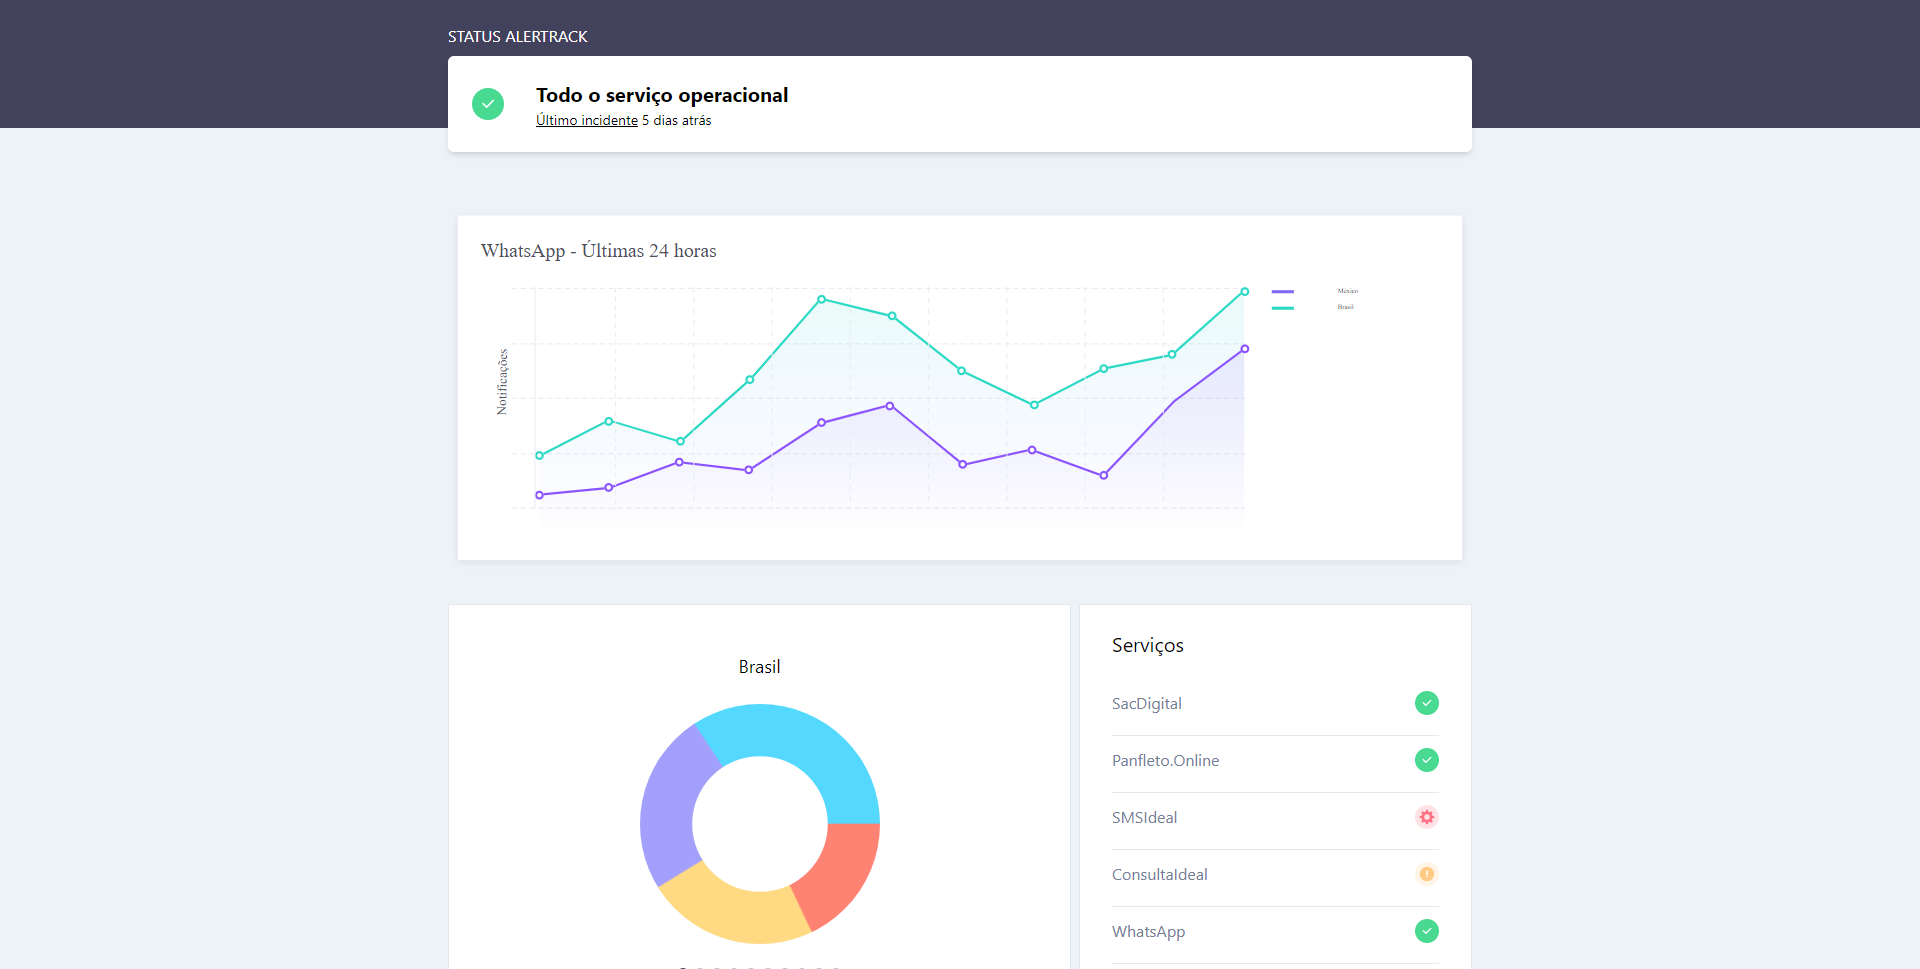 STATUS ALERTRACK
Todo o serviço operacional
Último incidente 5 dias atrás
WhatsApp - Últimas 24 horas
México
Brasil
Notificações
Brasil
Serviços
SacDigital
Panfleto.Online
SMSIdeal
ConsultaIdeal
WhatsApp